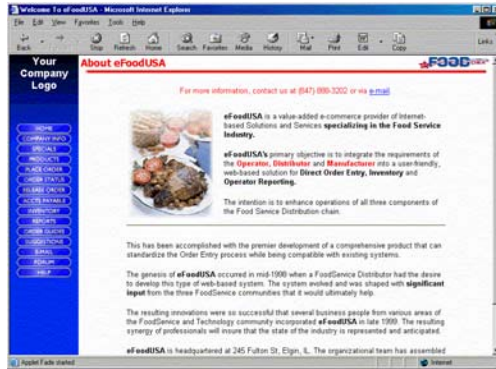 Welcome To eFoodUSA - Microsoft Internet Explorer
File Edit View Favorites Tools Help
Back Stop Refresh Home Search Favorites Media History Mail Print Edit Copy
Links
Your
Company
Logo
About eFoodUSA
For more information, contact us at (847) 888-3202 or via e-mail.
HOME
COMPANY INFO
SPECIALS
PRODUCTS
PLACE ORDER
ORDER STATUS
RELEASE ORDER
ACCTS PAYABLE
INVENTORY
REPORTS
ORDER GUIDES
SUGGESTIONS
E-MAIL
FORUM
HELP
eFoodUSA is a value-added e-commerce provider of Internet-
based Solutions and Services specializing in the Food Service
Industry.
eFoodUSA's primary objective is to integrate the requirements of
the Operator, Distributor and Manufacturer into a user-friendly,
web-based solution for Direct Order Entry, Inventory and
Operator Reporting.
The intention is to enhance operations of all three components of
the Food Service Distribution chain.
This has been accomplished with the premier development of a comprehensive product that can
standardize the Order Entry process while being compatible with existing systems.
The genesis of eFoodUSA occurred in mid-1998 when a FoodService Distributor had the desire
to develop this type of web-based system. The system evolved and was shaped with significant
input from the three FoodService communities that it would ultimately help.
The resulting innovations were so successful that several business people from various areas of
the FoodService and Technology community incorporated eFoodUSA in late 1999. The resulting
synergy of professionals will insure that the state of the industry is represented and anticipated.
eFoodUSA is headquartered at 245 Fulton St, Elgin, IL. The organizational team has assembled
Applet Fade started
Internet